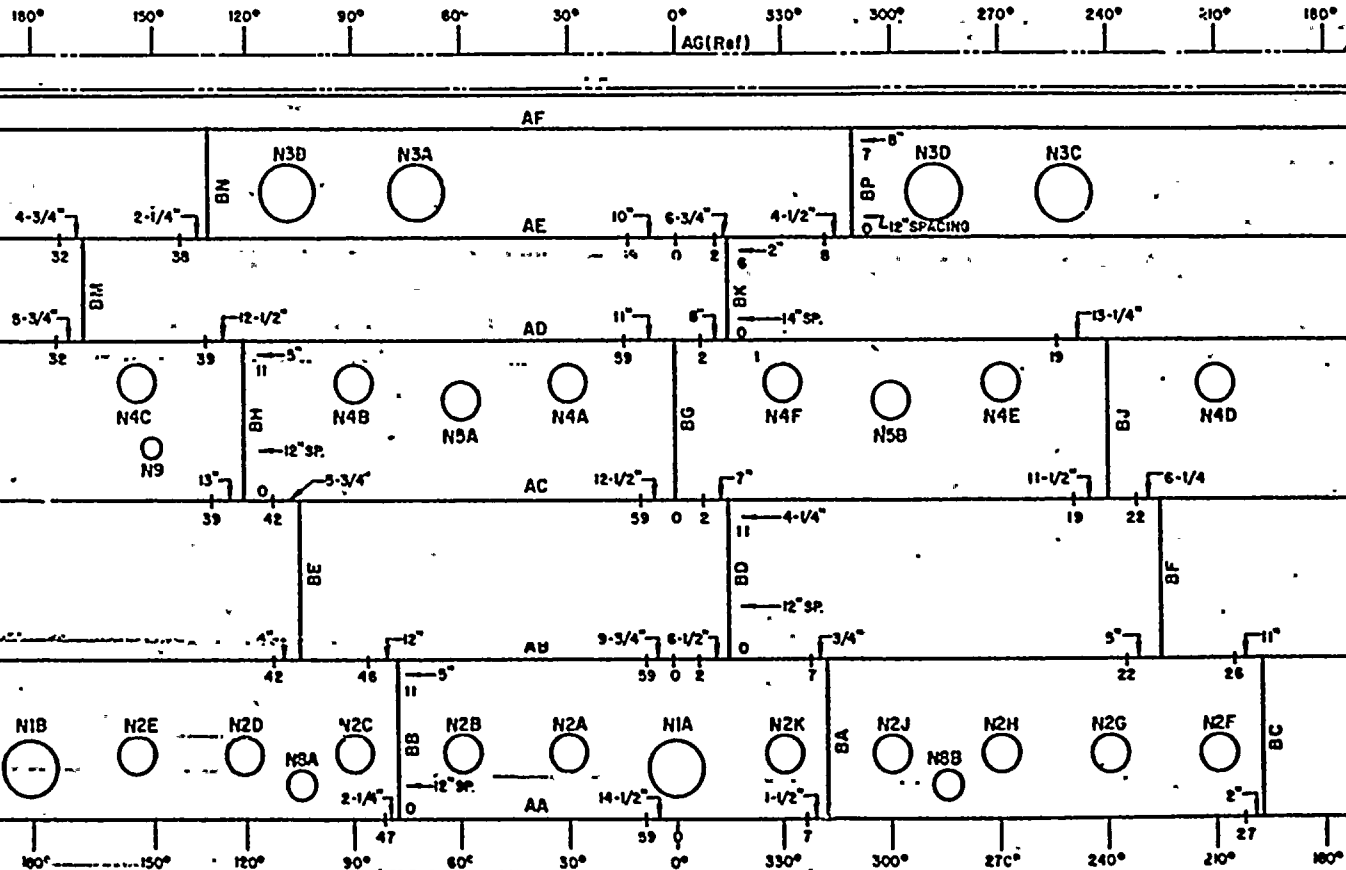 180° 150° 120° 90° 60° 30° 0° 330° 300° 270° 240° 210° 180°
AG(Ref)
AF
N3B N3A N3D N3C
BN BP
8"
7
4-3/4" 2-1/4" 10" 6-3/4" 4-1/2"
AE
0 12" SPACING
32 38 0 2 8
BM BK
6 2"
14" SP.
0
5-3/4" 12-1/2" 11" 8" 13-1/4"
AD
32 39 59 2 1 19
5"
11
N4C N4B N5A N4A N4F N5B N4E N4D
BH BG BJ
N9
12" SP.
13" 0 5-3/4" 12-1/2" 7" 11-1/2" 6-1/4
AC
39 42 59 0 2 19 22
4-1/4"
11
BE BD BF
12" SP.
0
4" 12" 9-3/4" 6-1/2" 3/4" 5" 11"
AB
42 46 59 0 2 7 22 26
5"
11
N1B N2E N2D N2C N2B N2A N1A N2K N2J N2H N2G N2F
BB BA BC
N8A N8B
12" SP.
2-1/4" 0 14-1/2" 1-1/2" 2"
AA
47 59 0 7 27
180° 150° 120° 90° 60° 30° 0° 330° 300° 270° 240° 210° 180°